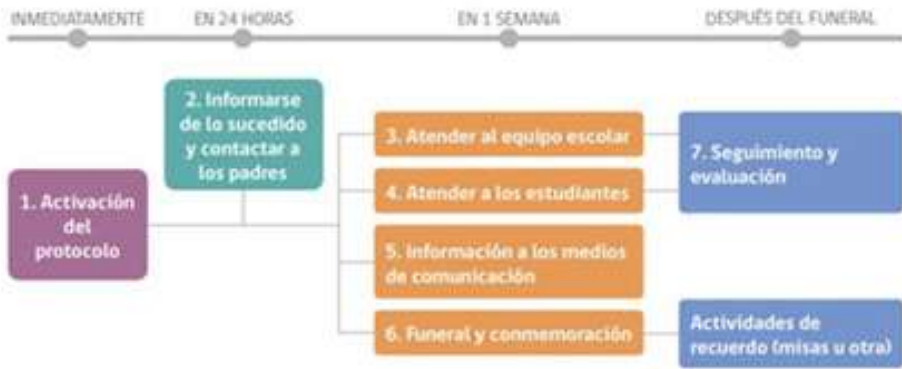 INMEDIATAMENTE
EN 24 HORAS
EN 1 SEMANA
DESPUÉS DEL FUNERAL
1. Activación
del
protocolo
2. Informarse
de lo sucedido
y contactar a
los padres
3. Atender al equipo escolar
4. Atender a los estudiantes
5. Información a los medios
de comunicación
6. Funeral y conmemoración
7. Seguimiento y
evaluación
Actividades de
recuerdo (misas u otra)